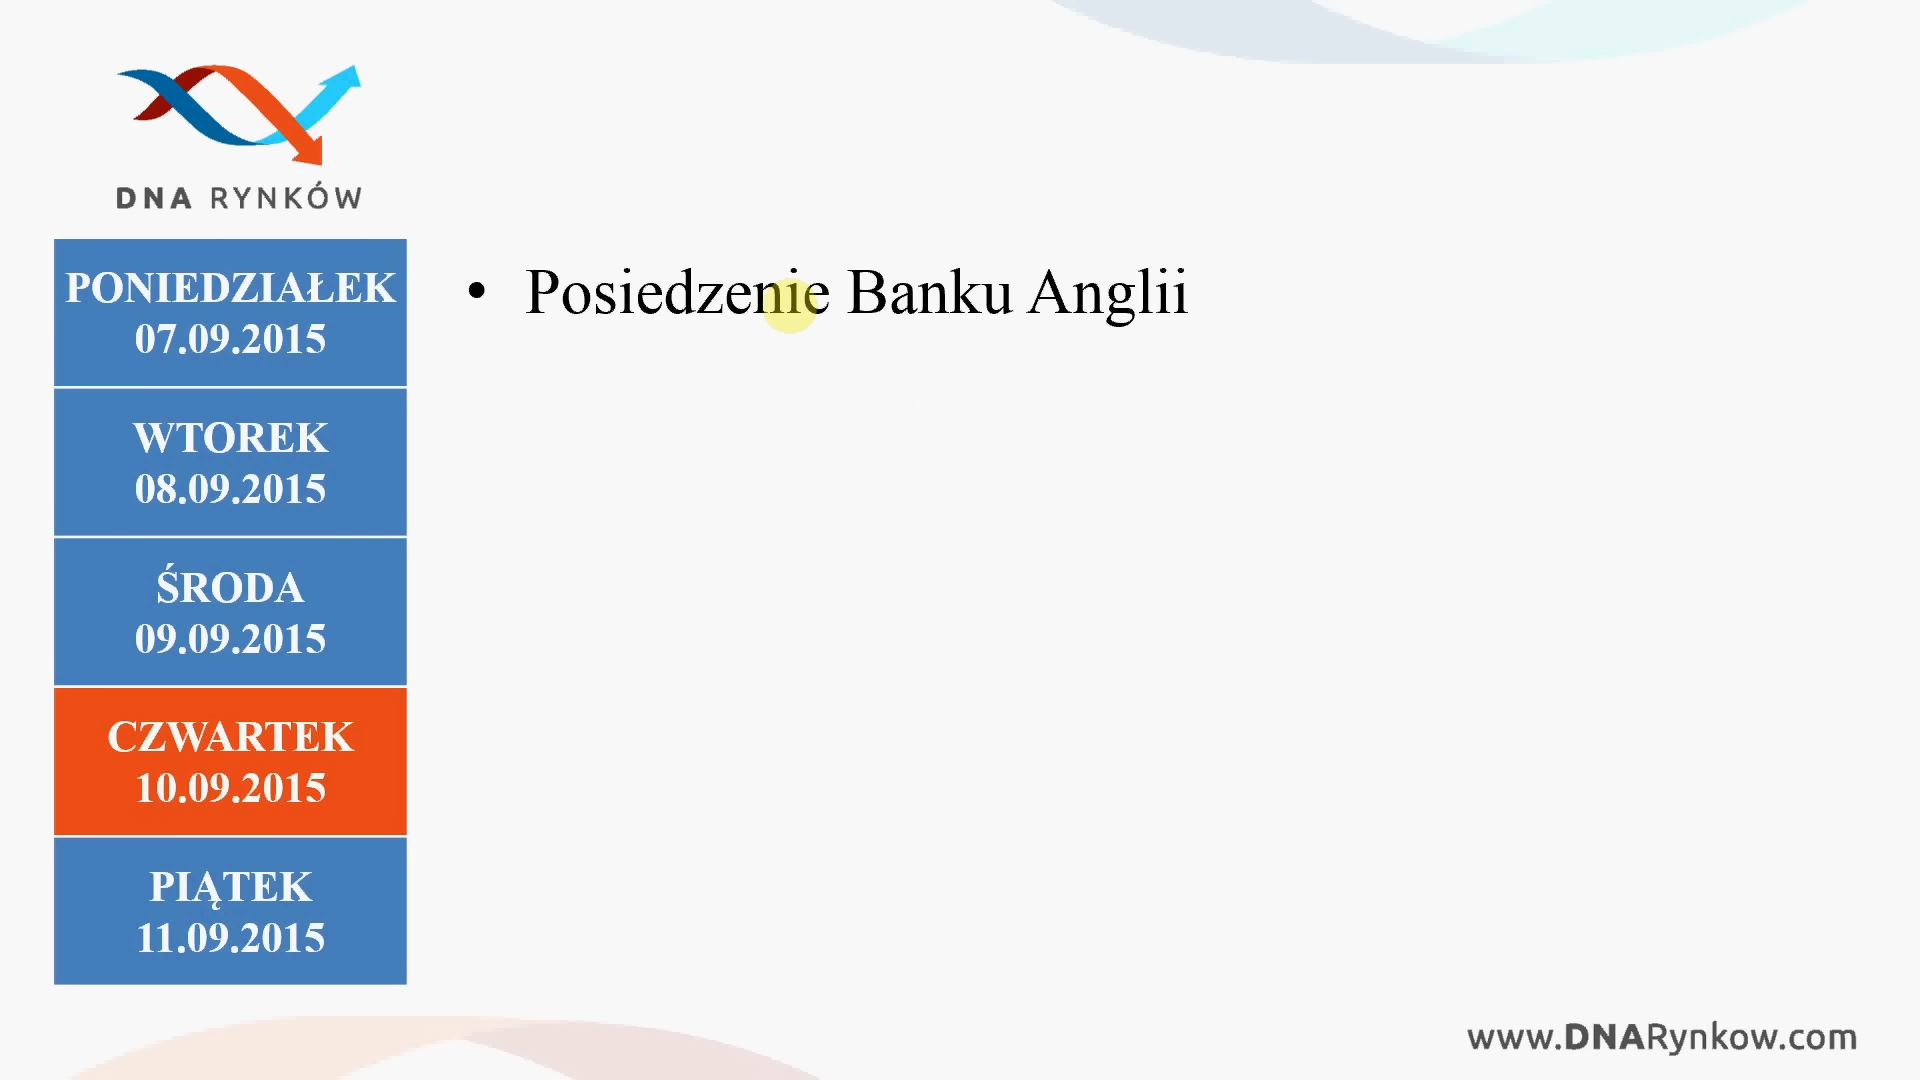 DNA RYNKÓW
PONIEDZIAŁEK
07.09.2015
WTOREK
08.09.2015
ŚRODA
09.09.2015
CZWARTEK
10.09.2015
PIĄTEK
11.09.2015
• Posiedzenie Banku Anglii
www.DNARynkow.com